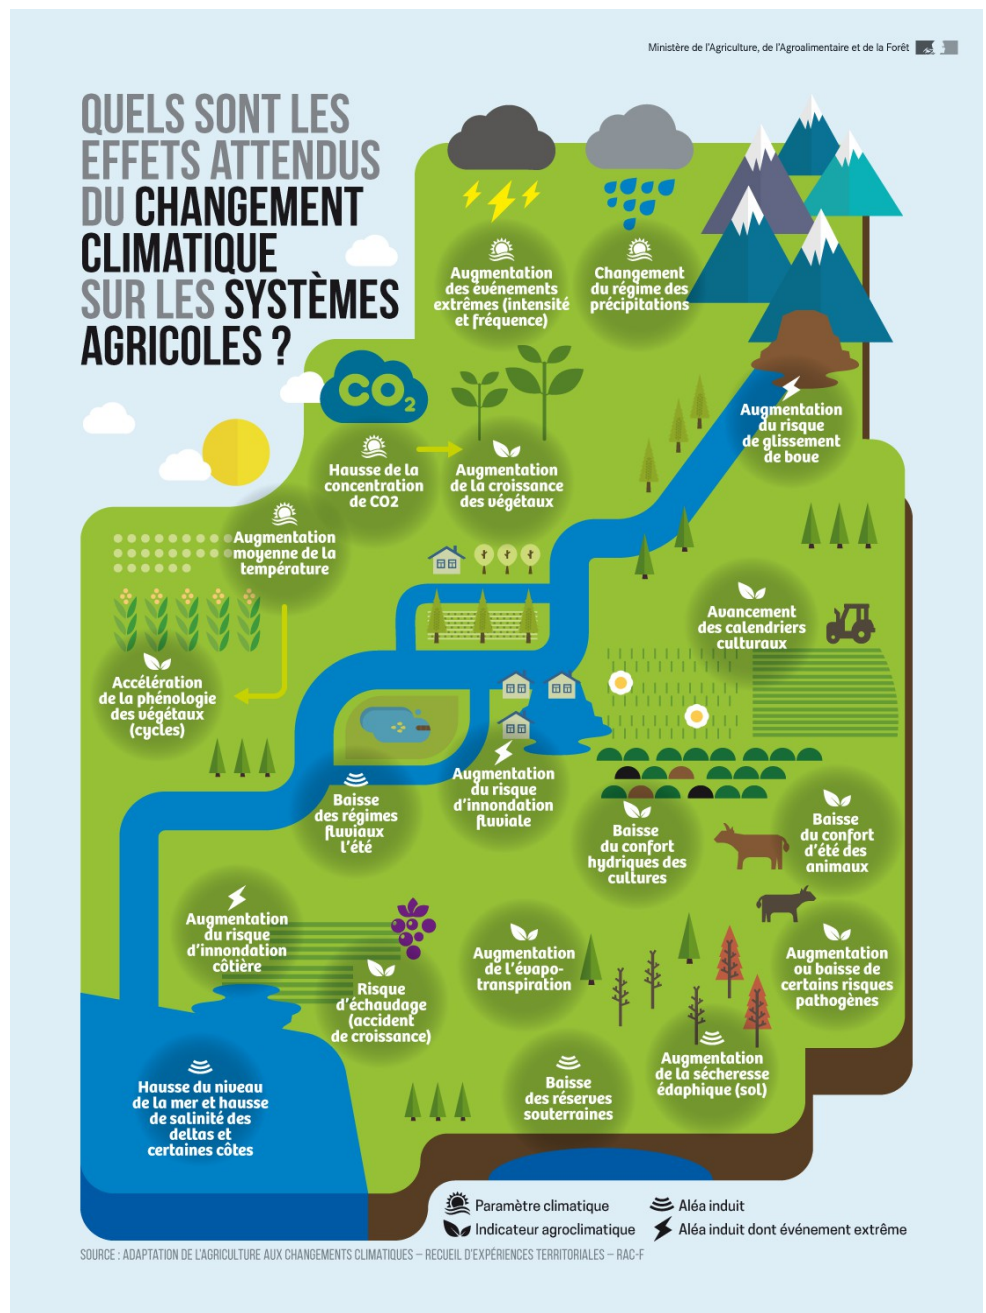 Ministère de l'Agriculture, de l'Agroalimentaire et de la Forêt
QUELS SONT LES
EFFETS ATTENDUS
DU CHANGEMENT
CLIMATIQUE
SUR LES SYSTÈMES
AGRICOLES ?
Augmentation
des événements
extrêmes (intensité
et fréquence)
Changement
du régime des
précipitations
CO2
Augmentation
du risque
de glissement
de boue
Hausse de la
concentration
de CO2
Augmentation
de la croissance
des végétaux
Augmentation
moyenne de la
température
Avancement
des calendriers
culturaux
Accélération
de la phénologie
des végétaux
(cycles)
Augmentation
du risque
d'innondation
fluviale
Baisse
des régimes
fluviaux
l'été
Baisse
du confort
hydriques des
cultures
Baisse
du confort
d'été des
animaux
Augmentation
du risque
d'innondation
côtière
Risque
d'échaudage
(accident
de croissance)
Augmentation
de l'évapo-
transpiration
Augmentation
ou baisse de
certains risques
pathogènes
Augmentation
de la sécheresse
édaphique (sol)
Baisse
des réserves
souterraines
Hausse du niveau
de la mer et hausse
de salinité des
deltas et
certaines côtes
Paramètre climatique
Aléa induit
Indicateur agroclimatique
Aléa induit dont événement extrême
SOURCE : ADAPTATION DE L'AGRICULTURE AUX CHANGEMENTS CLIMATIQUES – RECUEIL D'EXPÉRIENCES TERRITORIALES – RAC-F